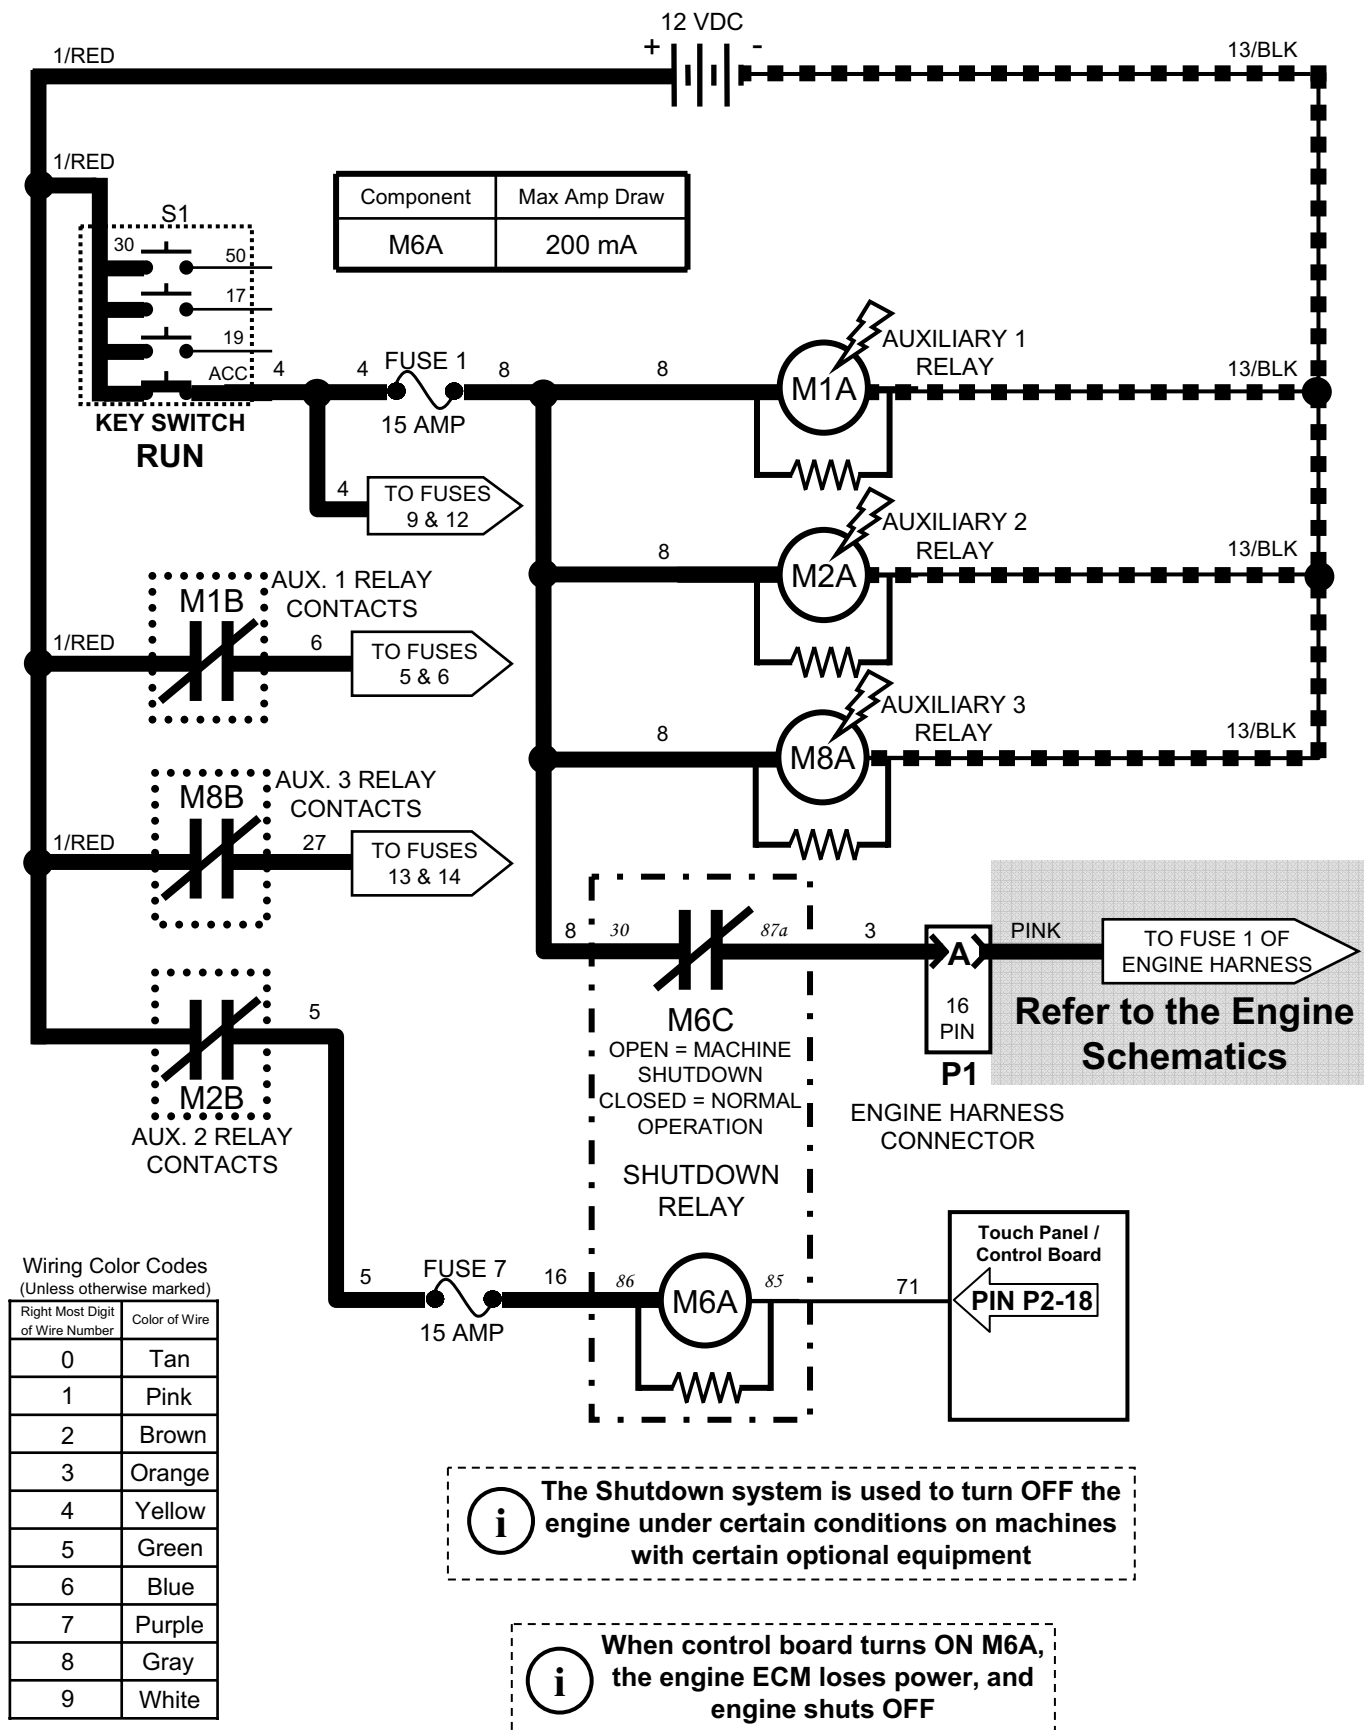 12 VDC
+ -
1/RED
13/BLK
1/RED
Component Max Amp Draw
M6A 200 mA
S1
30
50
17
19
ACC
4
4
FUSE 1
15 AMP
8
8
M1A
AUXILIARY 1
RELAY
13/BLK
KEY SWITCH
RUN
4
TO FUSES
9 & 12
8
M2A
AUXILIARY 2
RELAY
13/BLK
AUX. 1 RELAY
CONTACTS
M1B
1/RED
6
TO FUSES
5 & 6
8
M8A
AUXILIARY 3
RELAY
13/BLK
AUX. 3 RELAY
CONTACTS
M8B
1/RED
27
TO FUSES
13 & 14
8
30
87a
3
A
16
PIN
P1
PINK
TO FUSE 1 OF
ENGINE HARNESS
Refer to the Engine
Schematics
ENGINE HARNESS
CONNECTOR
M6C
OPEN = MACHINE
SHUTDOWN
CLOSED = NORMAL
OPERATION
SHUTDOWN
RELAY
5
M2B
AUX. 2 RELAY
CONTACTS
5
FUSE 7
15 AMP
16
86
M6A
85
71
Touch Panel /
Control Board
PIN P2-18
Wiring Color Codes
(Unless otherwise marked)
Right Most Digit
of Wire Number
Color of Wire
0 Tan
1 Pink
2 Brown
3 Orange
4 Yellow
5 Green
6 Blue
7 Purple
8 Gray
9 White
i
The Shutdown system is used to turn OFF the
engine under certain conditions on machines
with certain optional equipment
i
When control board turns ON M6A,
the engine ECM loses power, and
engine shuts OFF